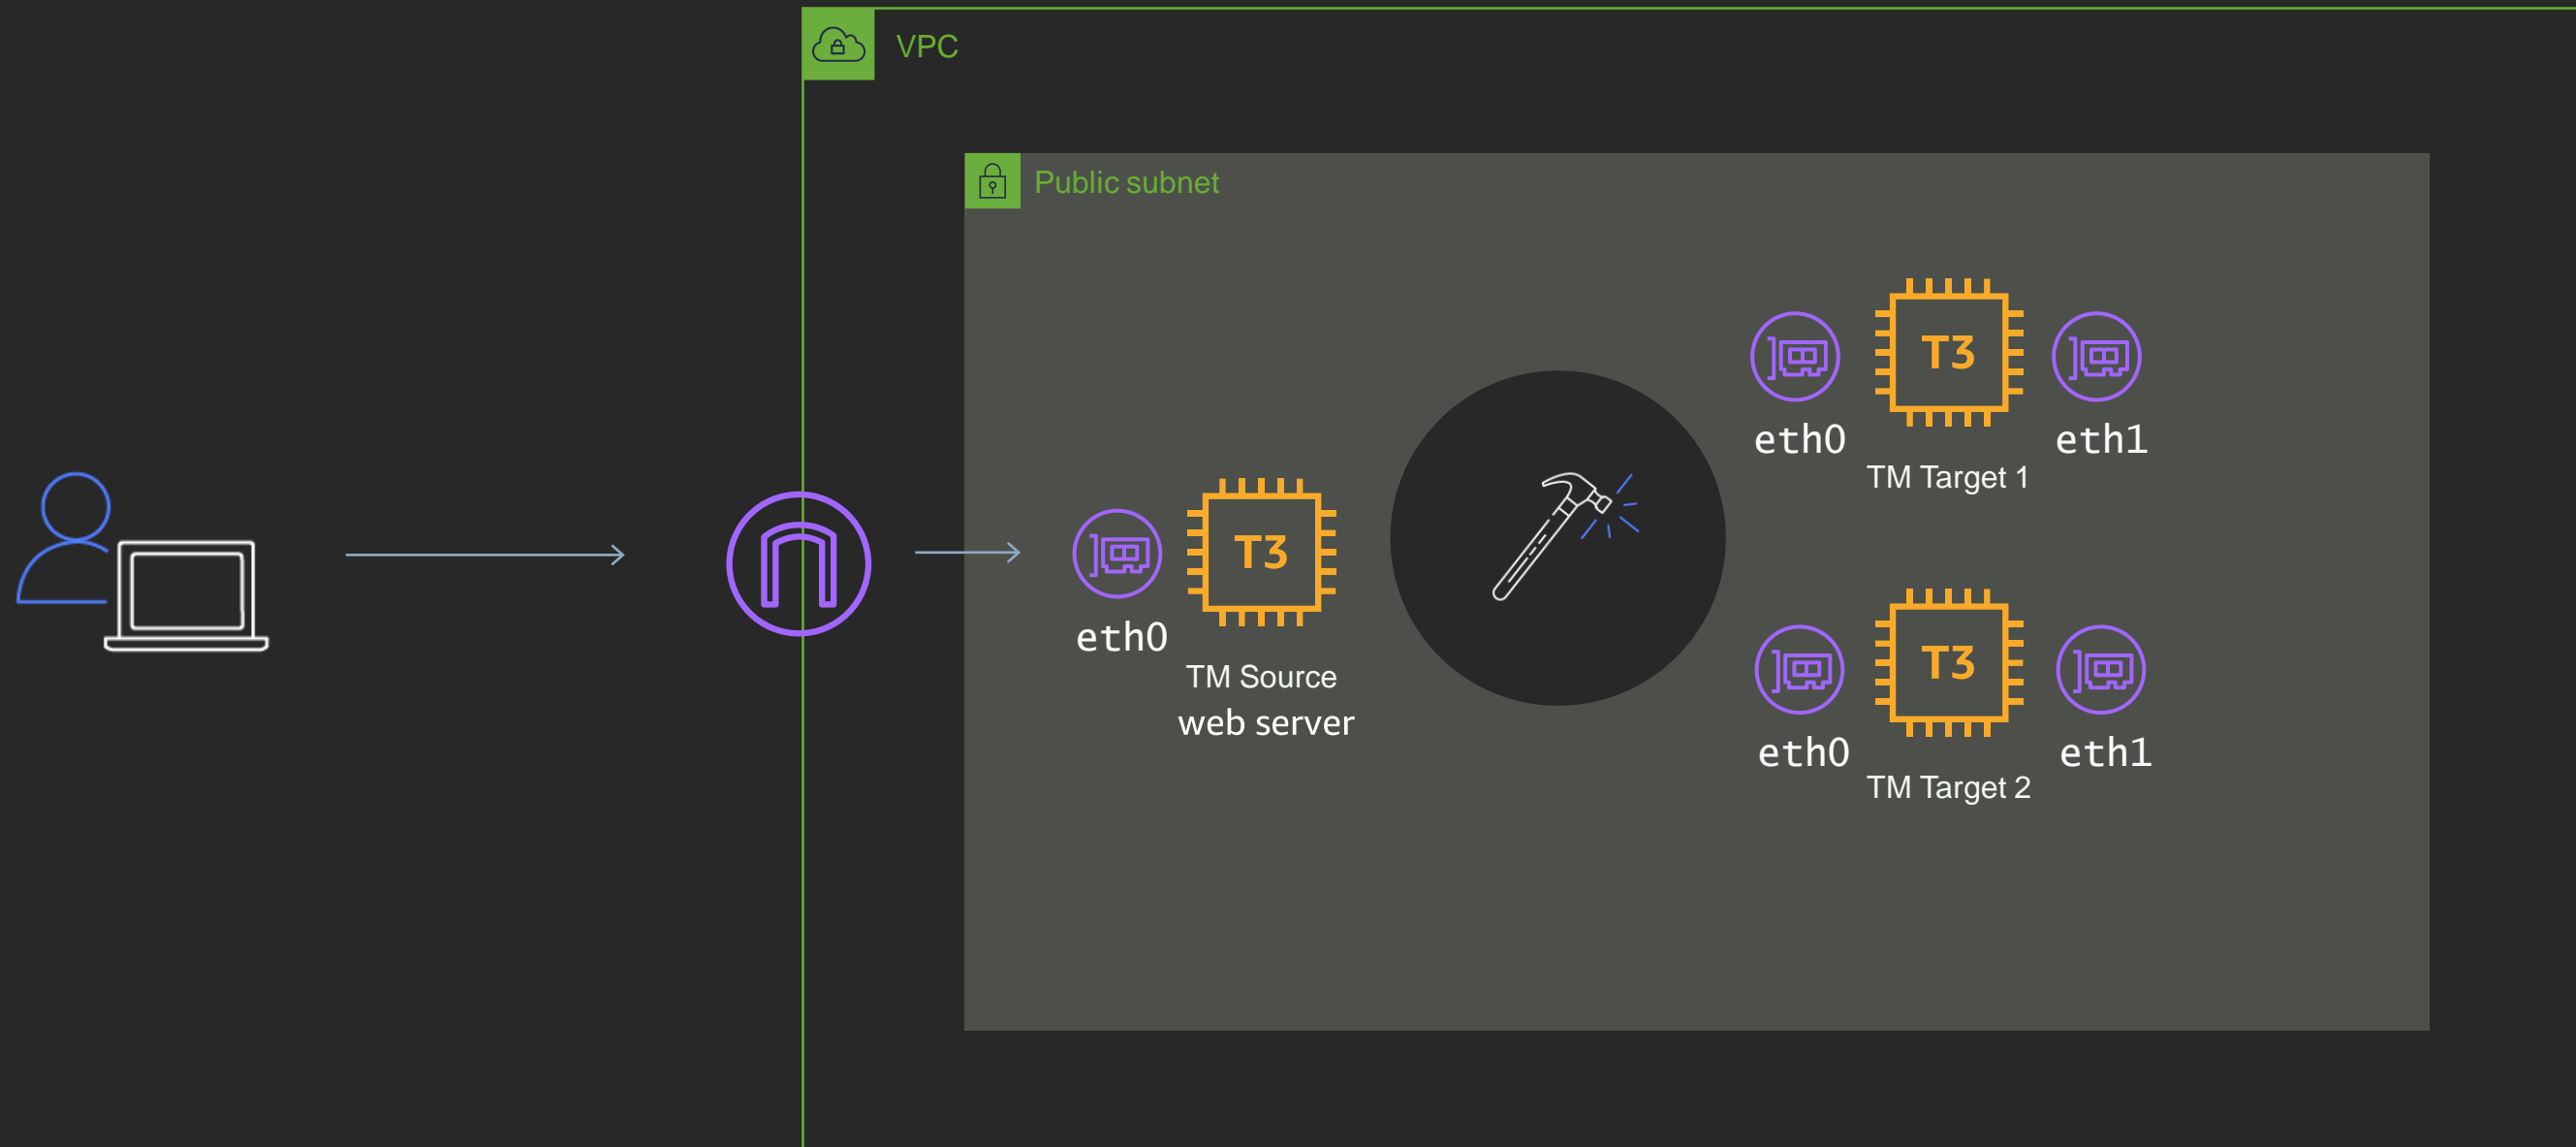 VPC
Public subnet
T3
eth0
eth1
TM Target 1
T3
eth0
TM Source
web server
T3
eth0
eth1
TM Target 2